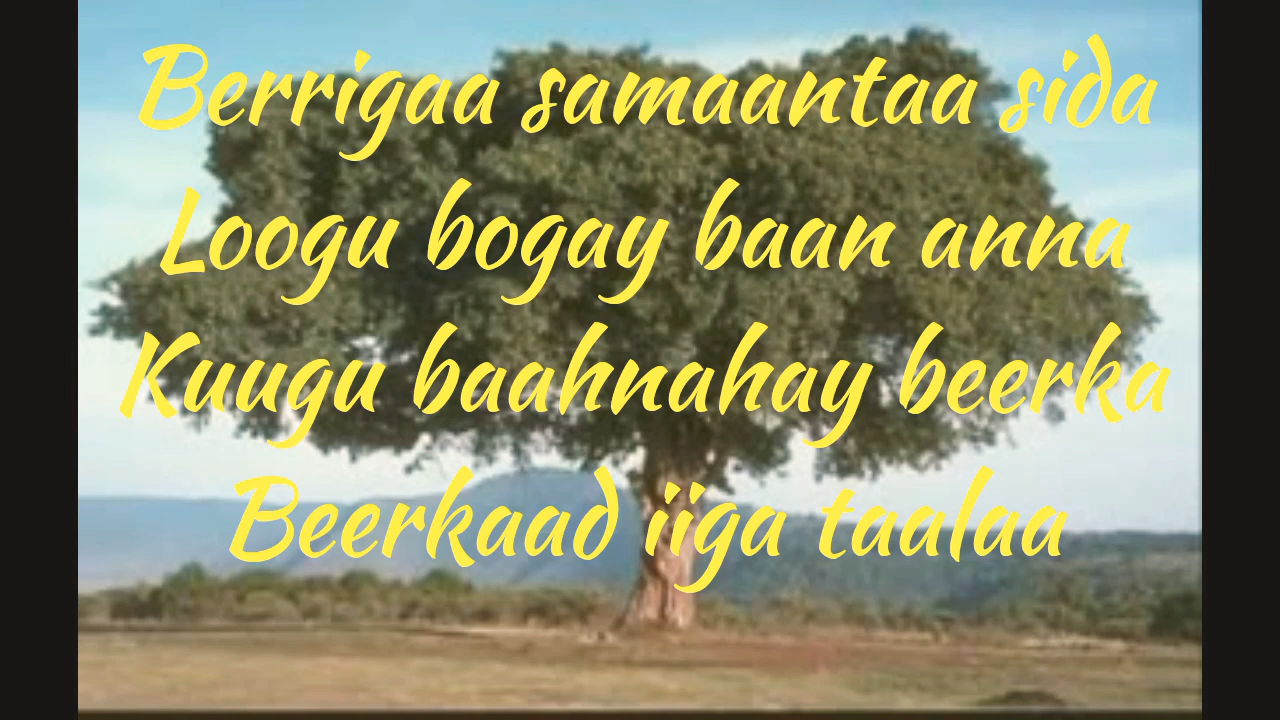 Berrigaa samaantaa sida
Loogu bogay baan anna
Kuugu baahnahay beerka
Beerkaad iiga taalaa